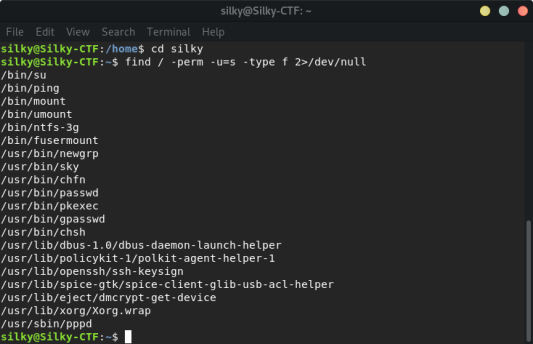 silky@Silky-CTF: ~
File Edit View Search Terminal Help
silky@Silky-CTF:/home$ cd silky
silky@Silky-CTF:~$ find / -perm -u=s -type f 2>/dev/null
/bin/su
/bin/ping
/bin/mount
/bin/umount
/bin/ntfs-3g
/bin/fusermount
/usr/bin/newgrp
/usr/bin/sky
/usr/bin/chfn
/usr/bin/passwd
/usr/bin/pkexec
/usr/bin/gpasswd
/usr/bin/chsh
/usr/lib/dbus-1.0/dbus-daemon-launch-helper
/usr/lib/policykit-1/polkit-agent-helper-1
/usr/lib/openssh/ssh-keysign
/usr/lib/spice-gtk/spice-client-glib-usb-acl-helper
/usr/lib/eject/dmcrypt-get-device
/usr/lib/xorg/Xorg.wrap
/usr/sbin/pppd
silky@Silky-CTF:~$